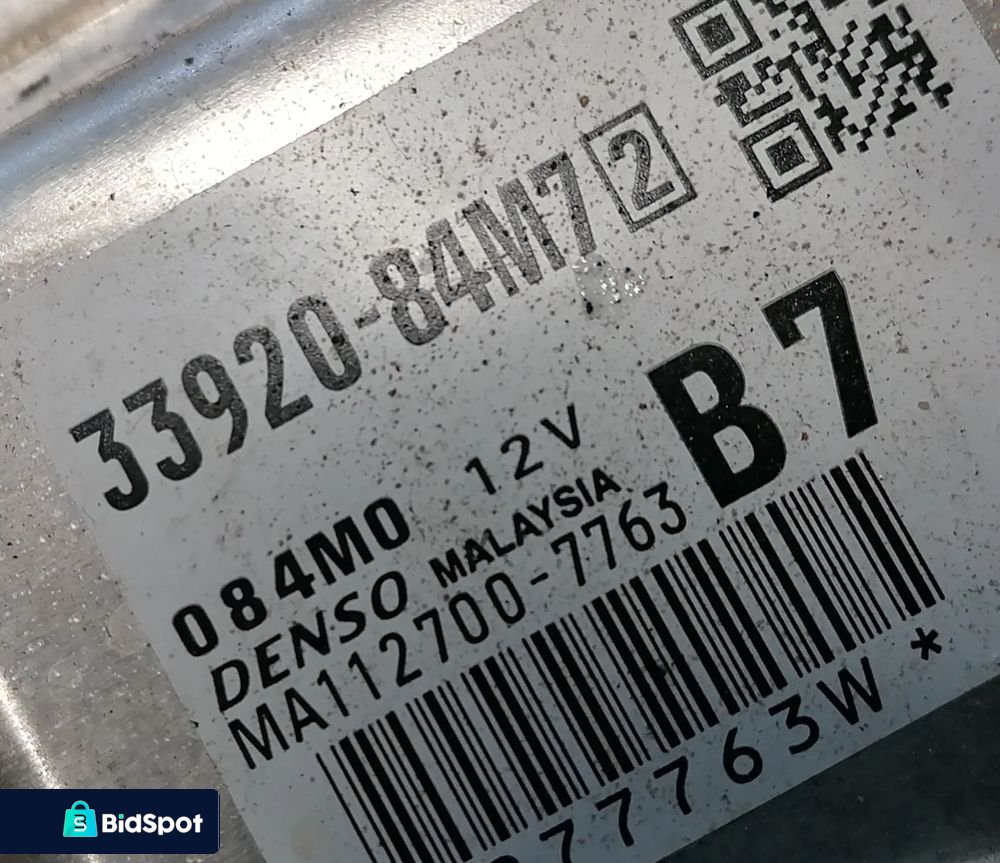 33920-84M7 2
B7
084M0 12V
DENSO MALAYSIA
MA112700-7763
7763W*
BidSpot